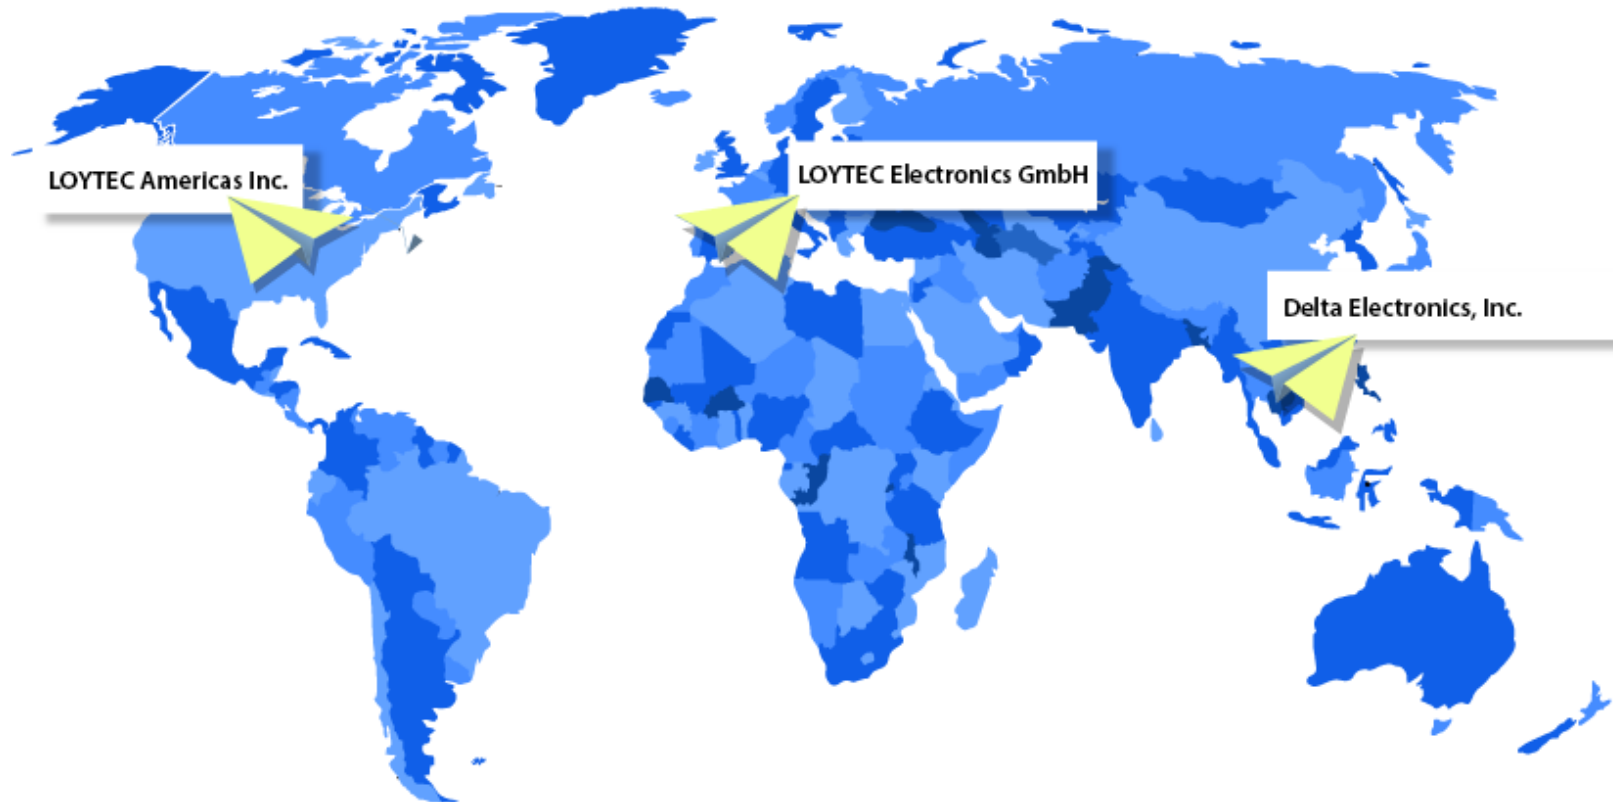 LOYTEC Americas Inc.
LOYTEC Electronics GmbH
Delta Electronics, Inc.